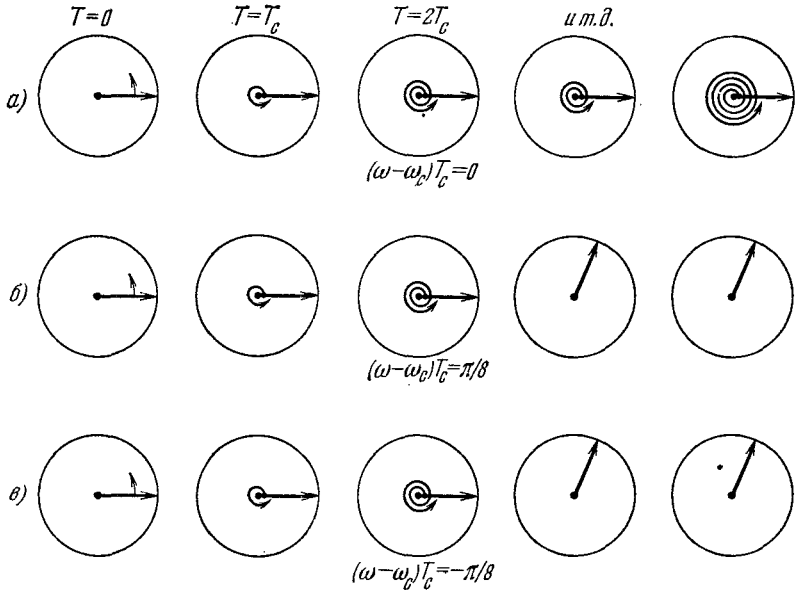 T=0 T=T_c T=2T_c и т.д.
а)
(ω−ω_c)T_c=0
б)
(ω−ω_c)T_c=π/8
в)
(ω−ω_c)T_c=−π/8